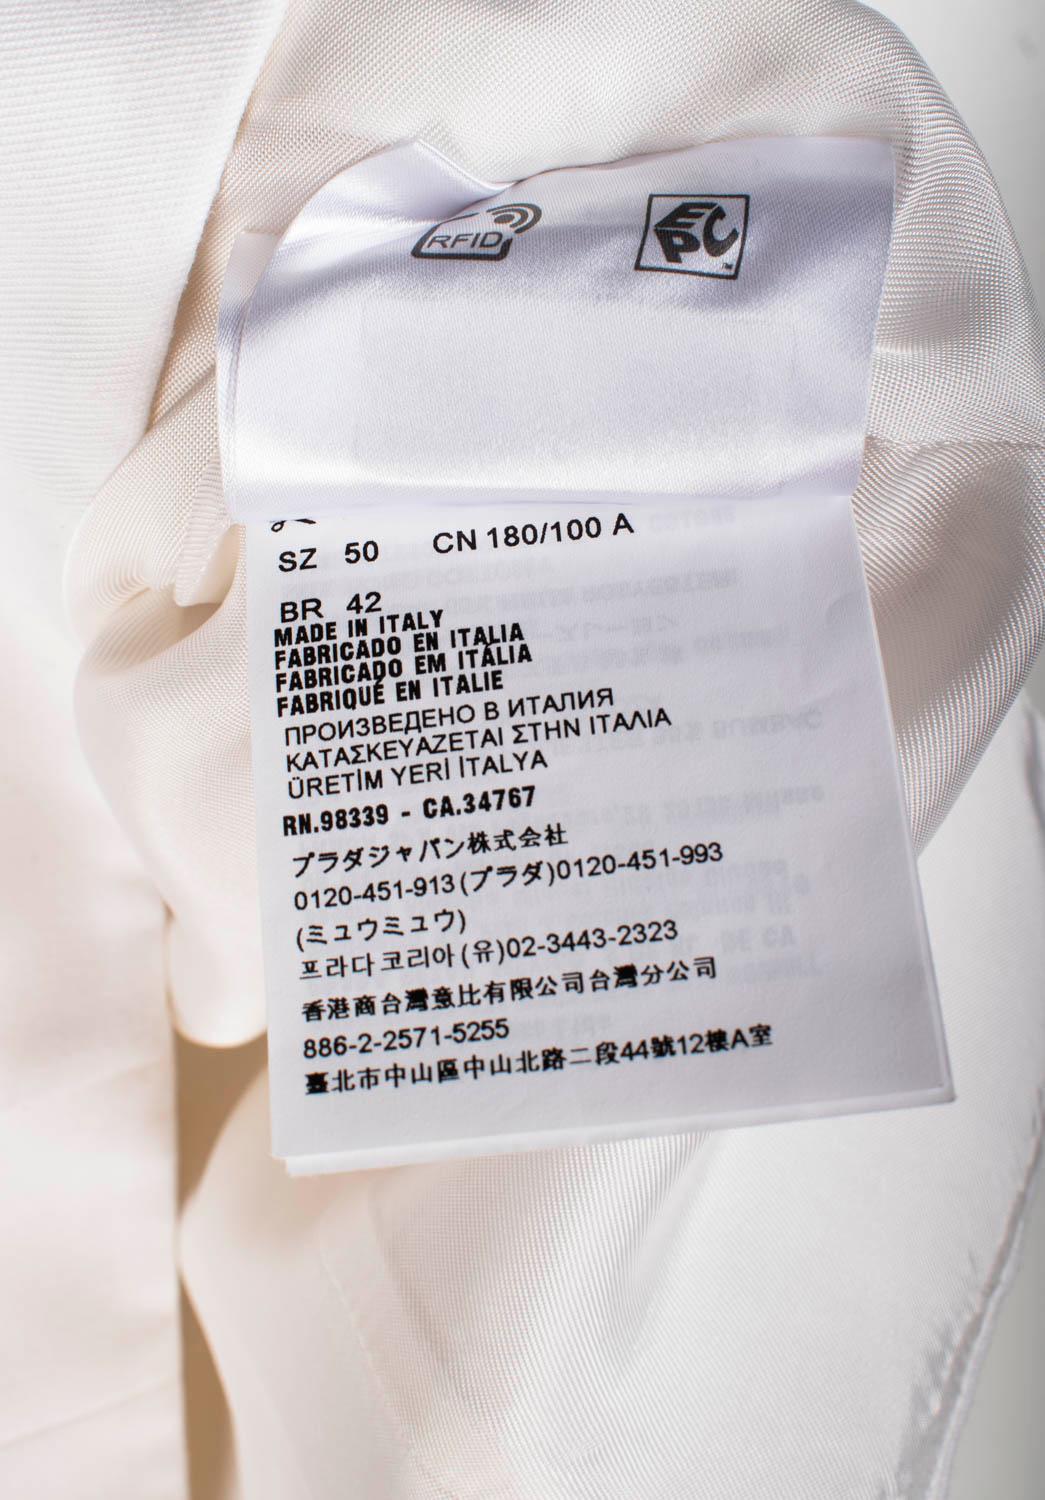 RFID
EPC
TM
SZ 50 CN 180/100 A
BR 42
MADE IN ITALY
FABRICADO EN ITALIA
FABRICADO EM ITÁLIA
FABRIQUÉ EN ITALIE
ПРОИЗВЕДЕНО В ИТАЛИЯ
ΚΑΤΑΣΚΕΥΑΖΕΤΑΙ ΣΤΗΝ ΙΤΑΛΙΑ
ÜRETİM YERİ İTALYA
RN.98339 - CA.34767
プラダジャパン株式会社
0120-451-913(プラダ)0120-451-993
(ミュウミュウ)
프라다코리아(유)02-3443-2323
香港商台灣意比有限公司台灣分公司
886-2-2571-5255
臺北市中山區中山北路二段44號12樓A室